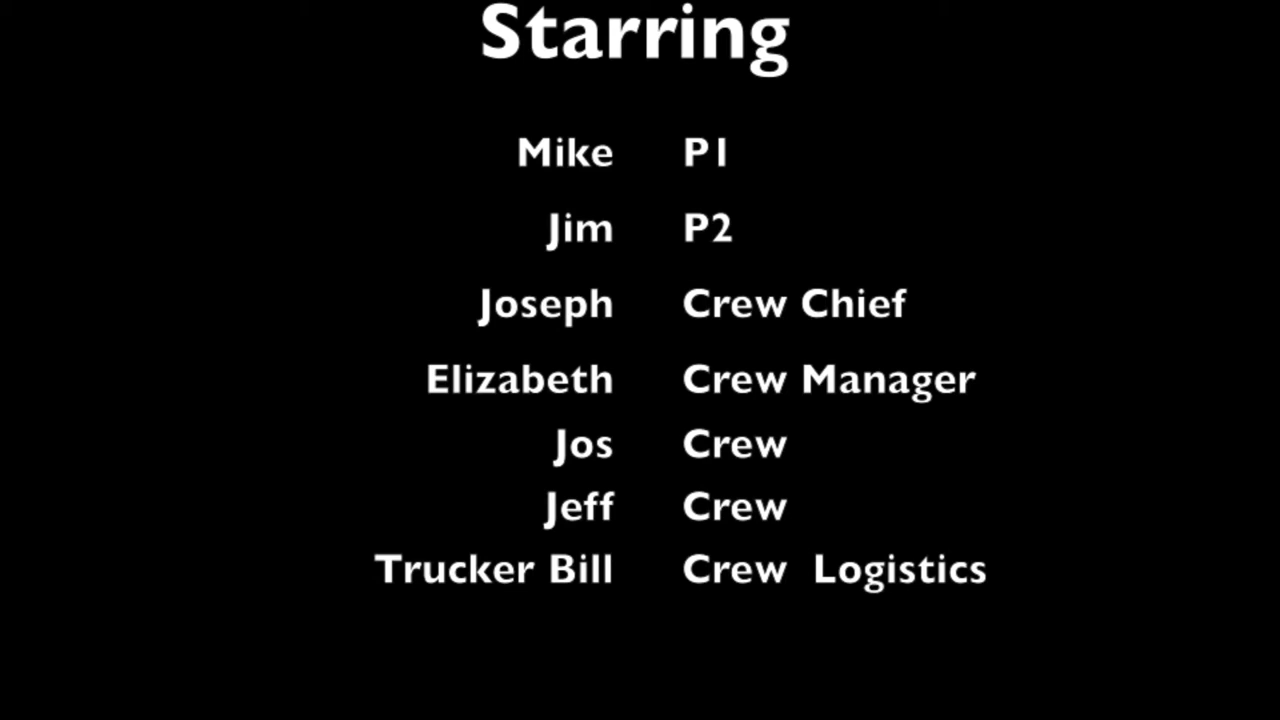 Starring
Mike P1
Jim P2
Joseph Crew Chief
Elizabeth Crew Manager
Jos Crew
Jeff Crew
Trucker Bill Crew Logistics